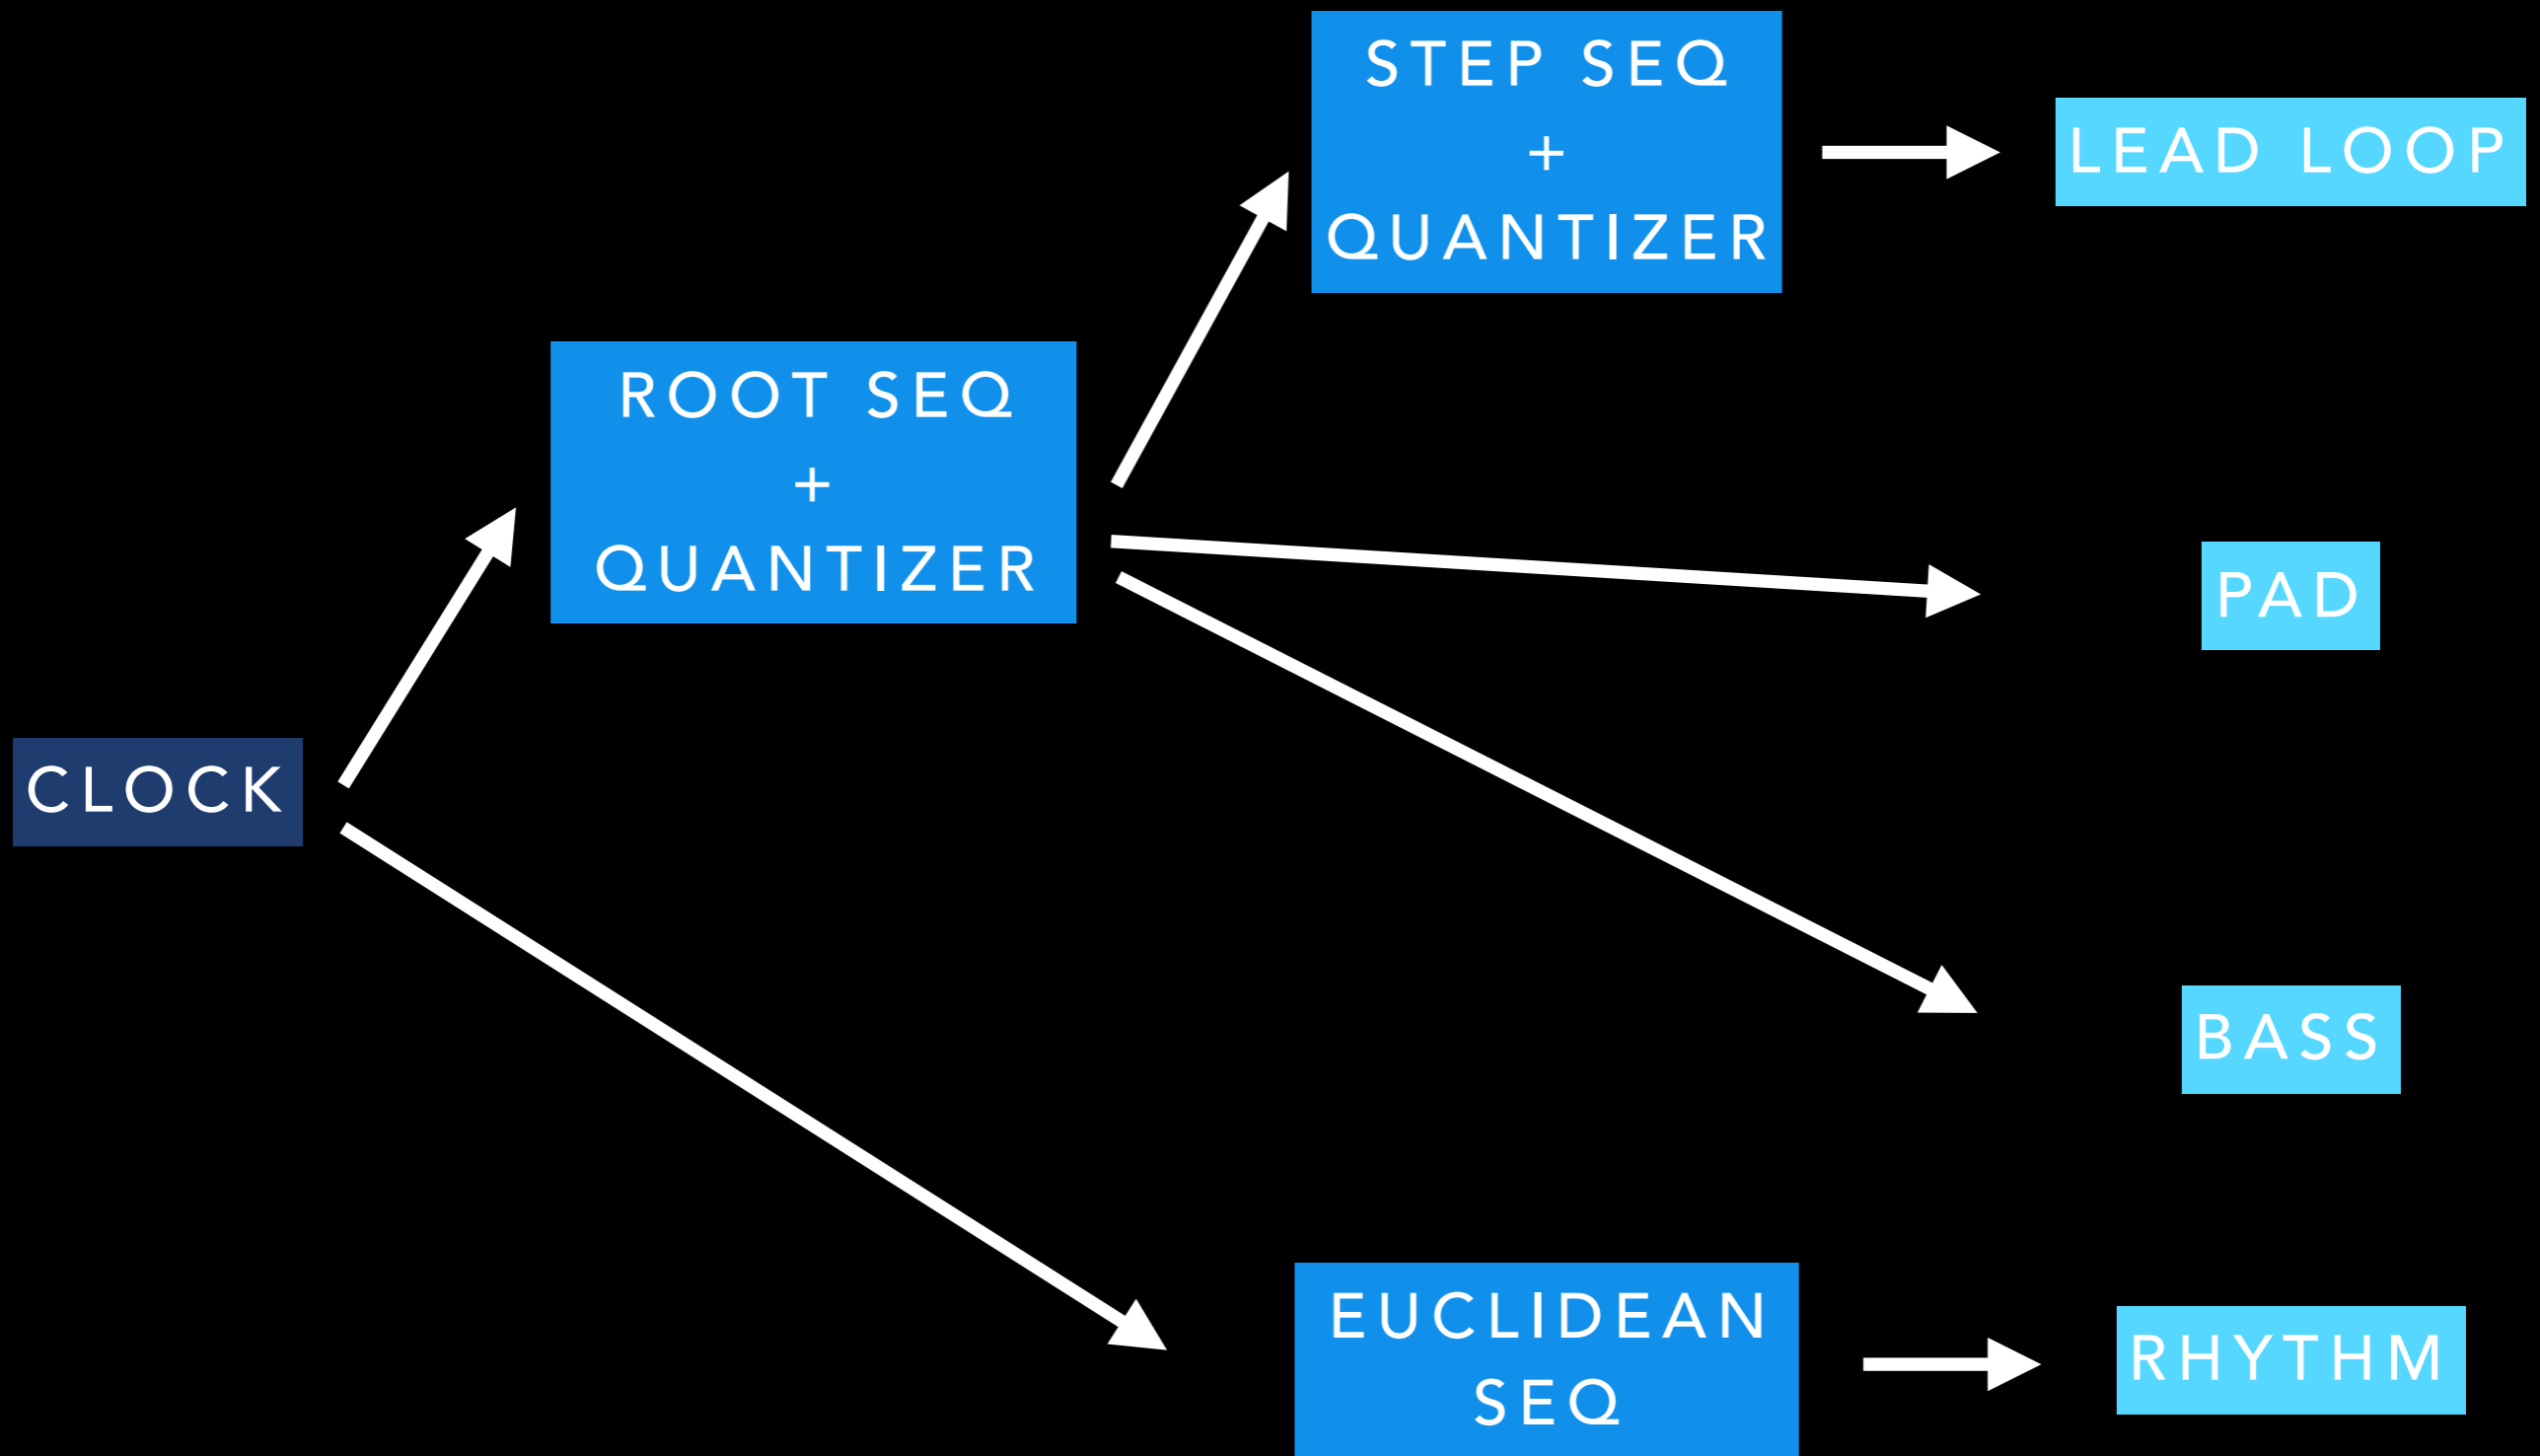 STEP SEQ
+
QUANTIZER
LEAD LOOP
ROOT SEQ
+
QUANTIZER
PAD
CLOCK
BASS
EUCLIDEAN
SEQ
RHYTHM